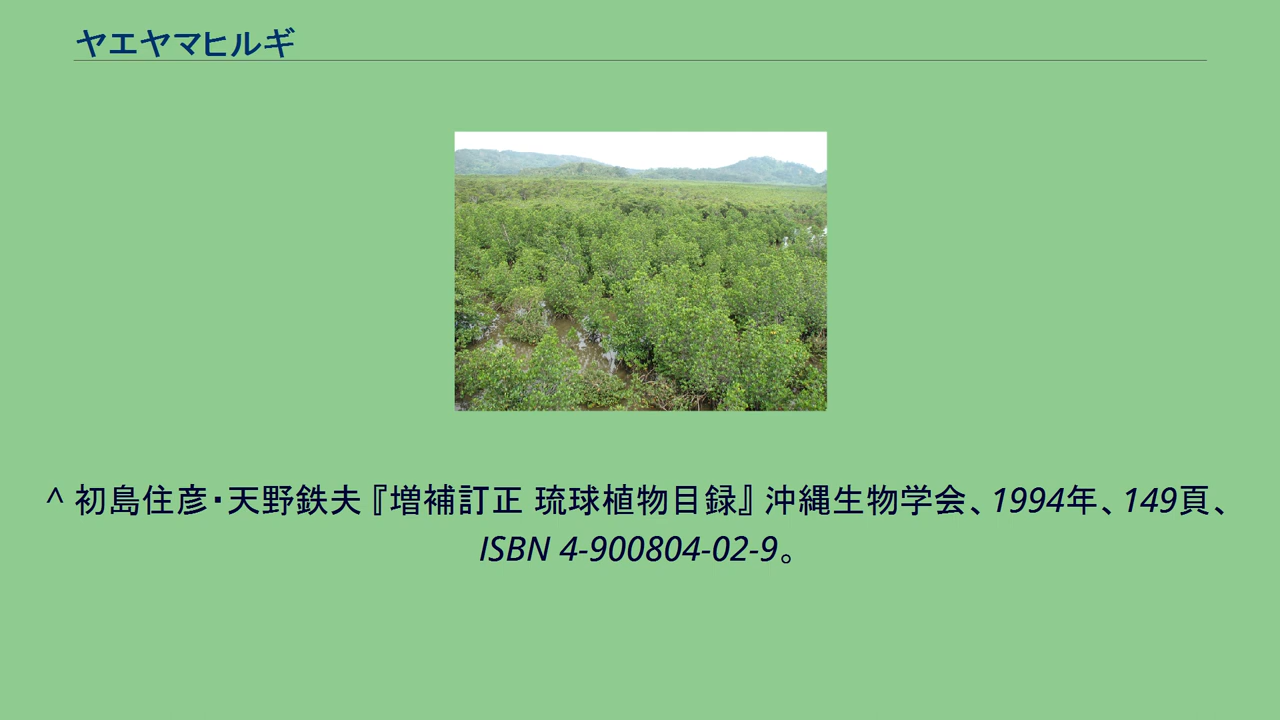 ヤエヤマヒルギ
^ 初島住彦・天野鉄夫『増補訂正 琉球植物目録』 沖縄生物学会、1994年、149頁、
ISBN 4-900804-02-9。